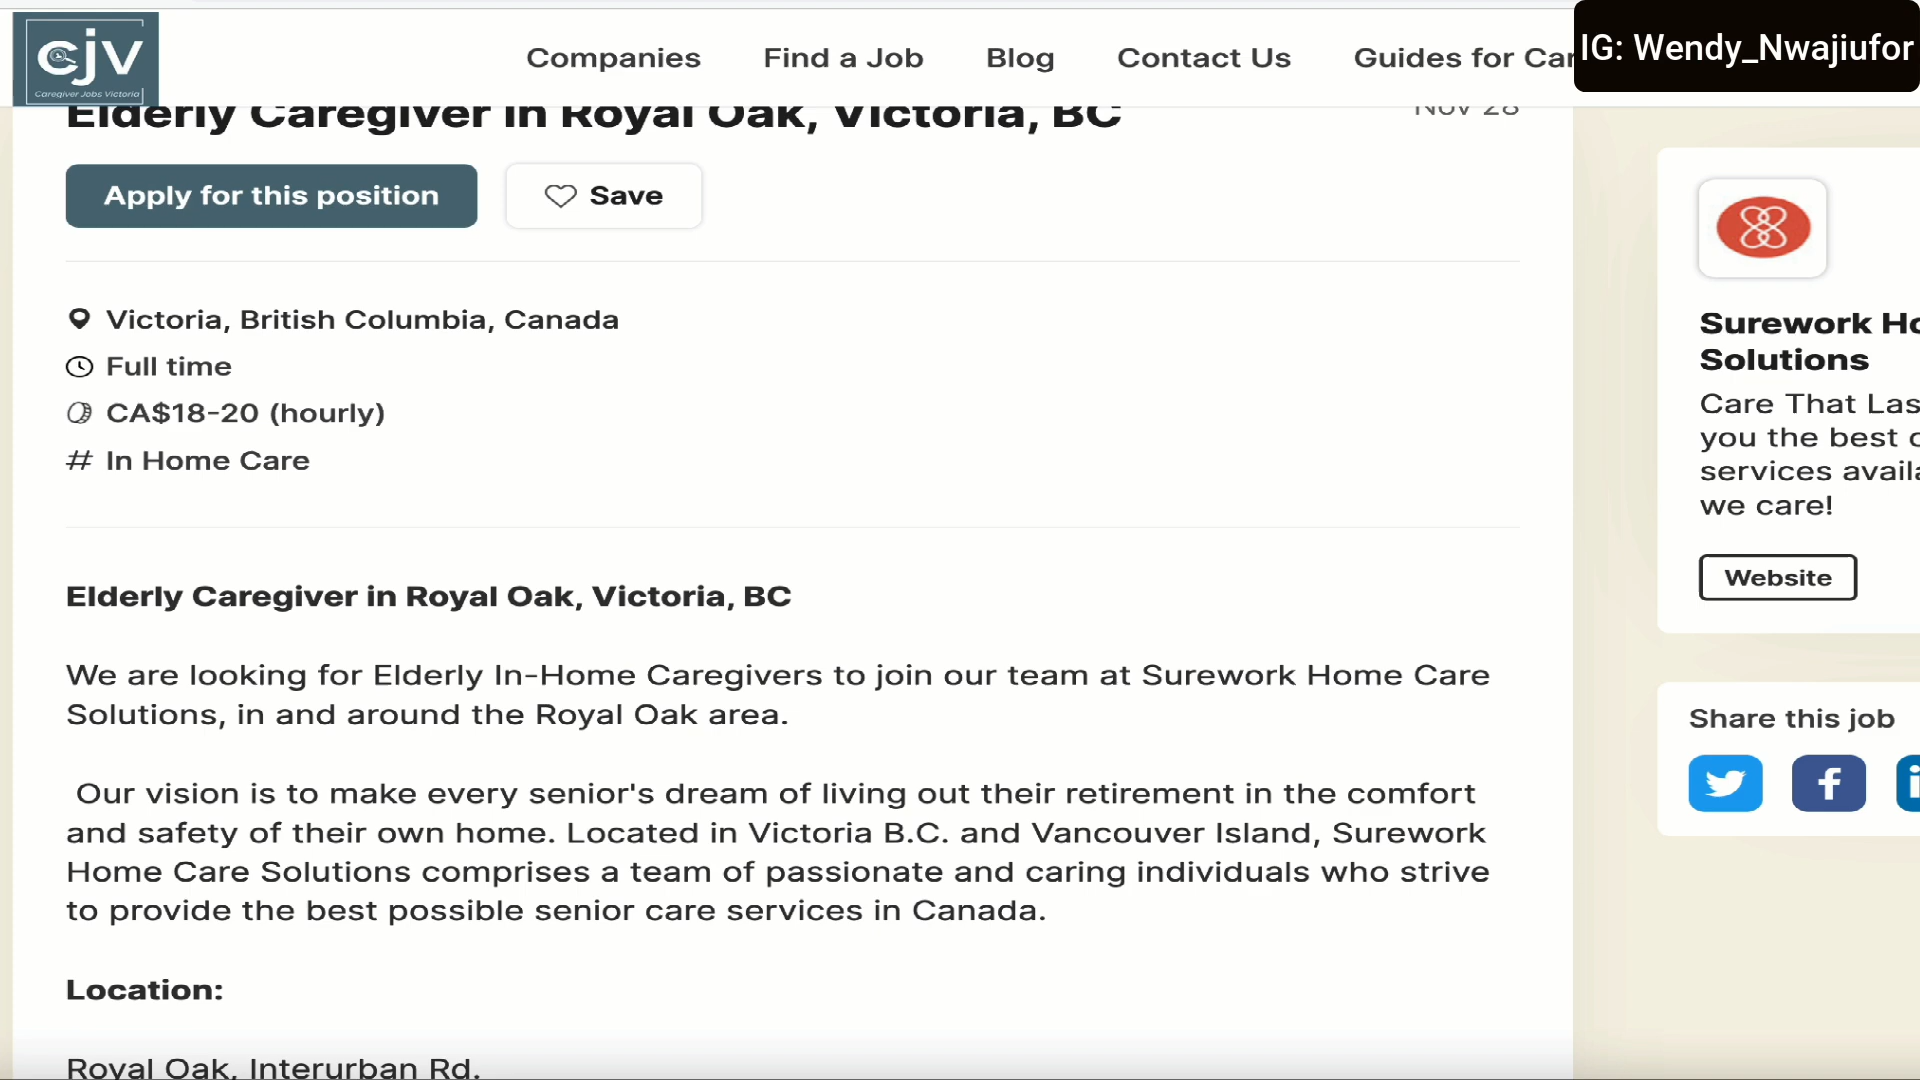 cjv
Caregiver Jobs Victoria
Companies
Find a Job
Blog
Contact Us
Guides for Car
IG: Wendy_Nwajiufor
Elderly Caregiver in Royal Oak, Victoria, BC
Nov 28
Apply for this position
Save
Victoria, British Columbia, Canada
Full time
CA$18-20 (hourly)
# In Home Care
Elderly Caregiver in Royal Oak, Victoria, BC
We are looking for Elderly In-Home Caregivers to join our team at Surework Home Care
Solutions, in and around the Royal Oak area.
Our vision is to make every senior's dream of living out their retirement in the comfort
and safety of their own home. Located in Victoria B.C. and Vancouver Island, Surework
Home Care Solutions comprises a team of passionate and caring individuals who strive
to provide the best possible senior care services in Canada.
Location:
Royal Oak, Interurban Rd.
Surework Ho
Solutions
Care That Las
you the best c
services availa
we care!
Website
Share this job